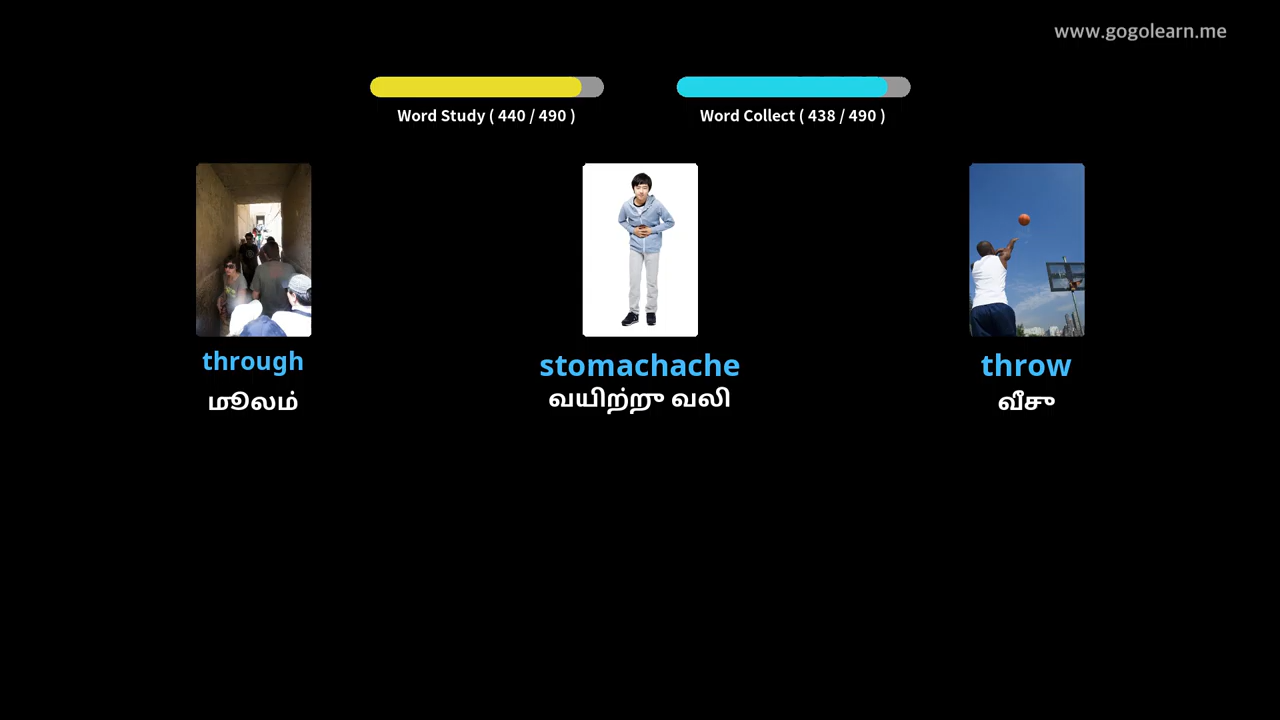 www.gogolearn.me
Word Study ( 440 / 490 )
Word Collect ( 438 / 490 )
through
stomachache
throw
மூலம்
வயிற்று வலி
வீசு